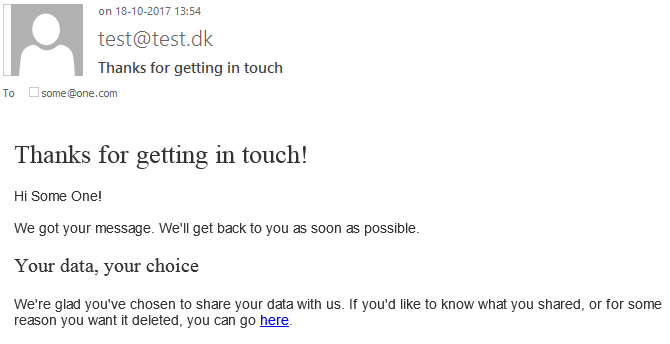 on 18-10-2017 13:54
test@test.dk
Thanks for getting in touch
To some@one.com
Thanks for getting in touch!
Hi Some One!
We got your message. We'll get back to you as soon as possible.
Your data, your choice
We're glad you've chosen to share your data with us. If you'd like to know what you shared, or for some
reason you want it deleted, you can go here.